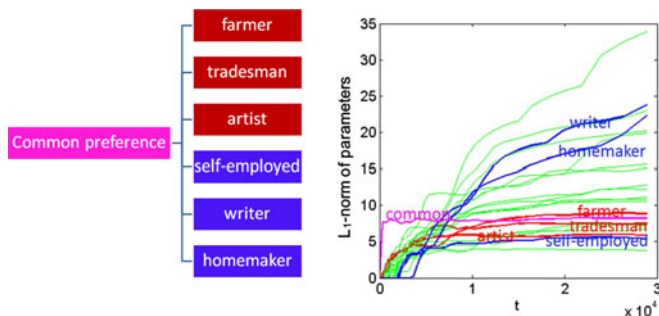 farmer
tradesman
artist
Common preference
self-employed
writer
homemaker
L1-norm of parameters
35
30
25
20
15
10
5
0
writer
homemaker
common
farmer
tradesman
artist
self-employed
0
1
2
3
t
x 10^4